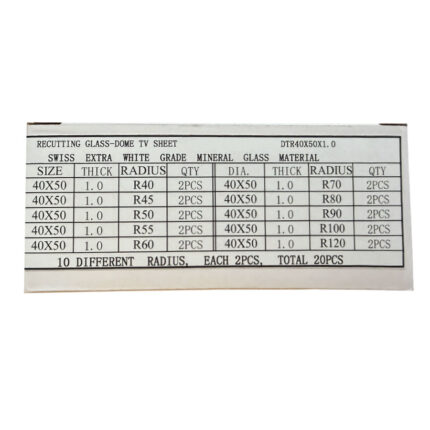 RECUTTING GLASS-DOME TV SHEET DTR40X50X1.0
SWISS EXTRA WHITE GRADE MINERAL GLASS MATERIAL
SIZE THICK RADIUS QTY DIA. THICK RADIUS QTY
40X50 1.0 R40 2PCS 40X50 1.0 R70 2PCS
40X50 1.0 R45 2PCS 40X50 1.0 R80 2PCS
40X50 1.0 R50 2PCS 40X50 1.0 R90 2PCS
40X50 1.0 R55 2PCS 40X50 1.0 R100 2PCS
40X50 1.0 R60 2PCS 40X50 1.0 R120 2PCS
10 DIFFERENT RADIUS, EACH 2PCS, TOTAL 20PCS